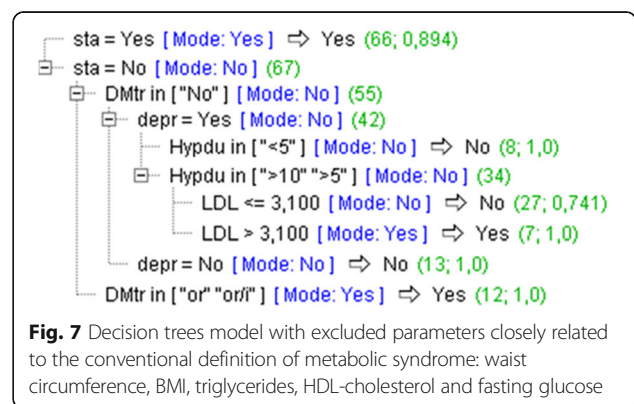 sta = Yes [Mode: Yes] ⇨ Yes (66; 0,894)
sta = No [Mode: No] (67)
DMtr in ["No"] [Mode: No] (55)
depr = Yes [Mode: No] (42)
Hypdu in ["<5"] [Mode: No] ⇨ No (8; 1,0)
Hypdu in [">10" ">5"] [Mode: No] (34)
LDL <= 3,100 [Mode: No] ⇨ No (27; 0,741)
LDL > 3,100 [Mode: Yes] ⇨ Yes (7; 1,0)
depr = No [Mode: No] ⇨ No (13; 1,0)
DMtr in ["or" "or/i"] [Mode: Yes] ⇨ Yes (12; 1,0)
Fig. 7 Decision trees model with excluded parameters closely related
to the conventional definition of metabolic syndrome: waist
circumference, BMI, triglycerides, HDL-cholesterol and fasting glucose